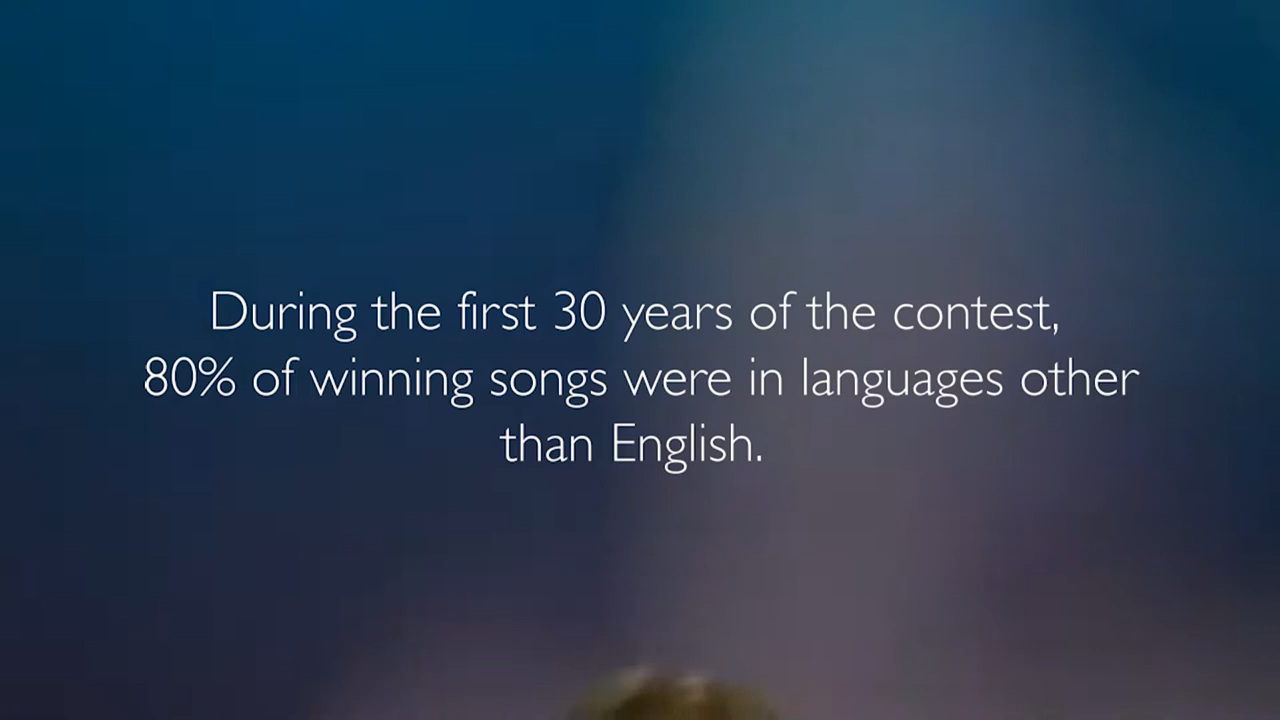 During the first 30 years of the contest,
80% of winning songs were in languages other
than English.